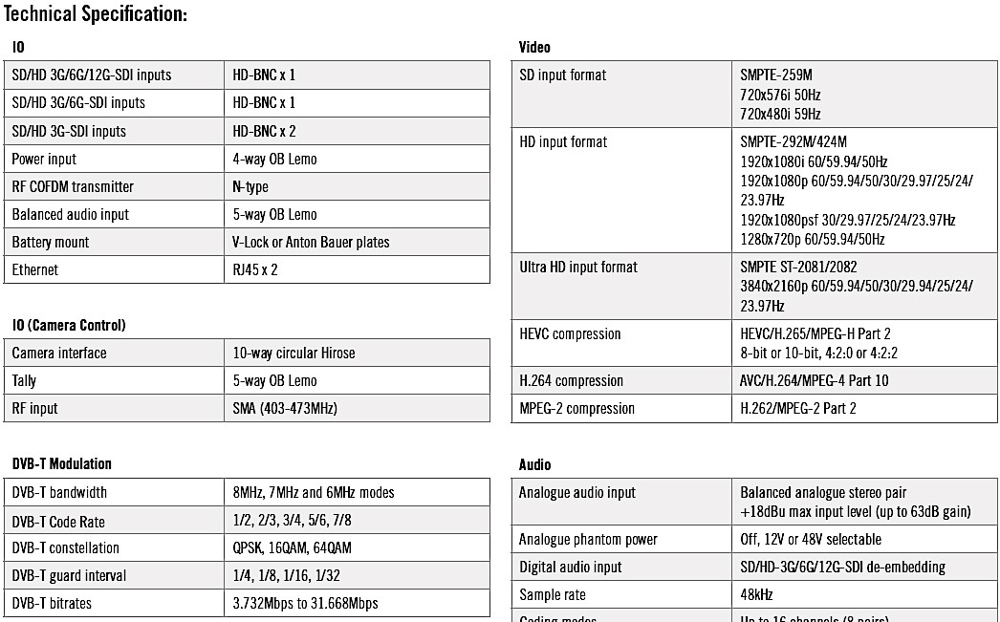 Technical Specification:
IO
SD/HD 3G/6G/12G-SDI inputs HD-BNC x 1
SD/HD 3G/6G-SDI inputs HD-BNC x 1
SD/HD 3G-SDI inputs HD-BNC x 2
Power input 4-way OB Lemo
RF COFDM transmitter N-type
Balanced audio input 5-way OB Lemo
Battery mount V-Lock or Anton Bauer plates
Ethernet RJ45 x 2
IO (Camera Control)
Camera interface 10-way circular Hirose
Tally 5-way OB Lemo
RF input SMA (403-473MHz)
DVB-T Modulation
DVB-T bandwidth 8MHz, 7MHz and 6MHz modes
DVB-T Code Rate 1/2, 2/3, 3/4, 5/6, 7/8
DVB-T constellation QPSK, 16QAM, 64QAM
DVB-T guard interval 1/4, 1/8, 1/16, 1/32
DVB-T bitrates 3.732Mbps to 31.668Mbps
Video
SD input format SMPTE-259M
720x576i 50Hz
720x480i 59Hz
HD input format SMPTE-292M/424M
1920x1080i 60/59.94/50Hz
1920x1080p 60/59.94/50/30/29.97/25/24/
23.97Hz
1920x1080psf 30/29.97/25/24/23.97Hz
1280x720p 60/59.94/50Hz
Ultra HD input format SMPTE ST-2081/2082
3840x2160p 60/59.94/50/30/29.94/25/24/
23.97Hz
HEVC compression HEVC/H.265/MPEG-H Part 2
8-bit or 10-bit, 4:2:0 or 4:2:2
H.264 compression AVC/H.264/MPEG-4 Part 10
MPEG-2 compression H.262/MPEG-2 Part 2
Audio
Analogue audio input Balanced analogue stereo pair
+18dBu max input level (up to 63dB gain)
Analogue phantom power Off, 12V or 48V selectable
Digital audio input SD/HD-3G/6G/12G-SDI de-embedding
Sample rate 48kHz
Coding modes Up to 16 channels (8 pairs)